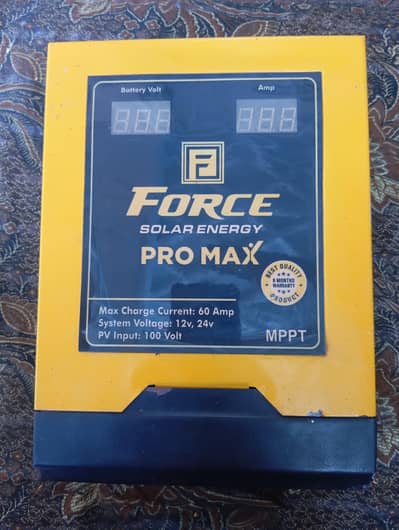 Battery Volt
Amp
F
FORCE
SOLAR ENERGY
PRO MAX
BEST QUALITY
6 MONTHS
WARRANTY
PRODUCT
Max Charge Current: 60 Amp
System Voltage: 12v, 24v
PV Input: 100 Volt
MPPT